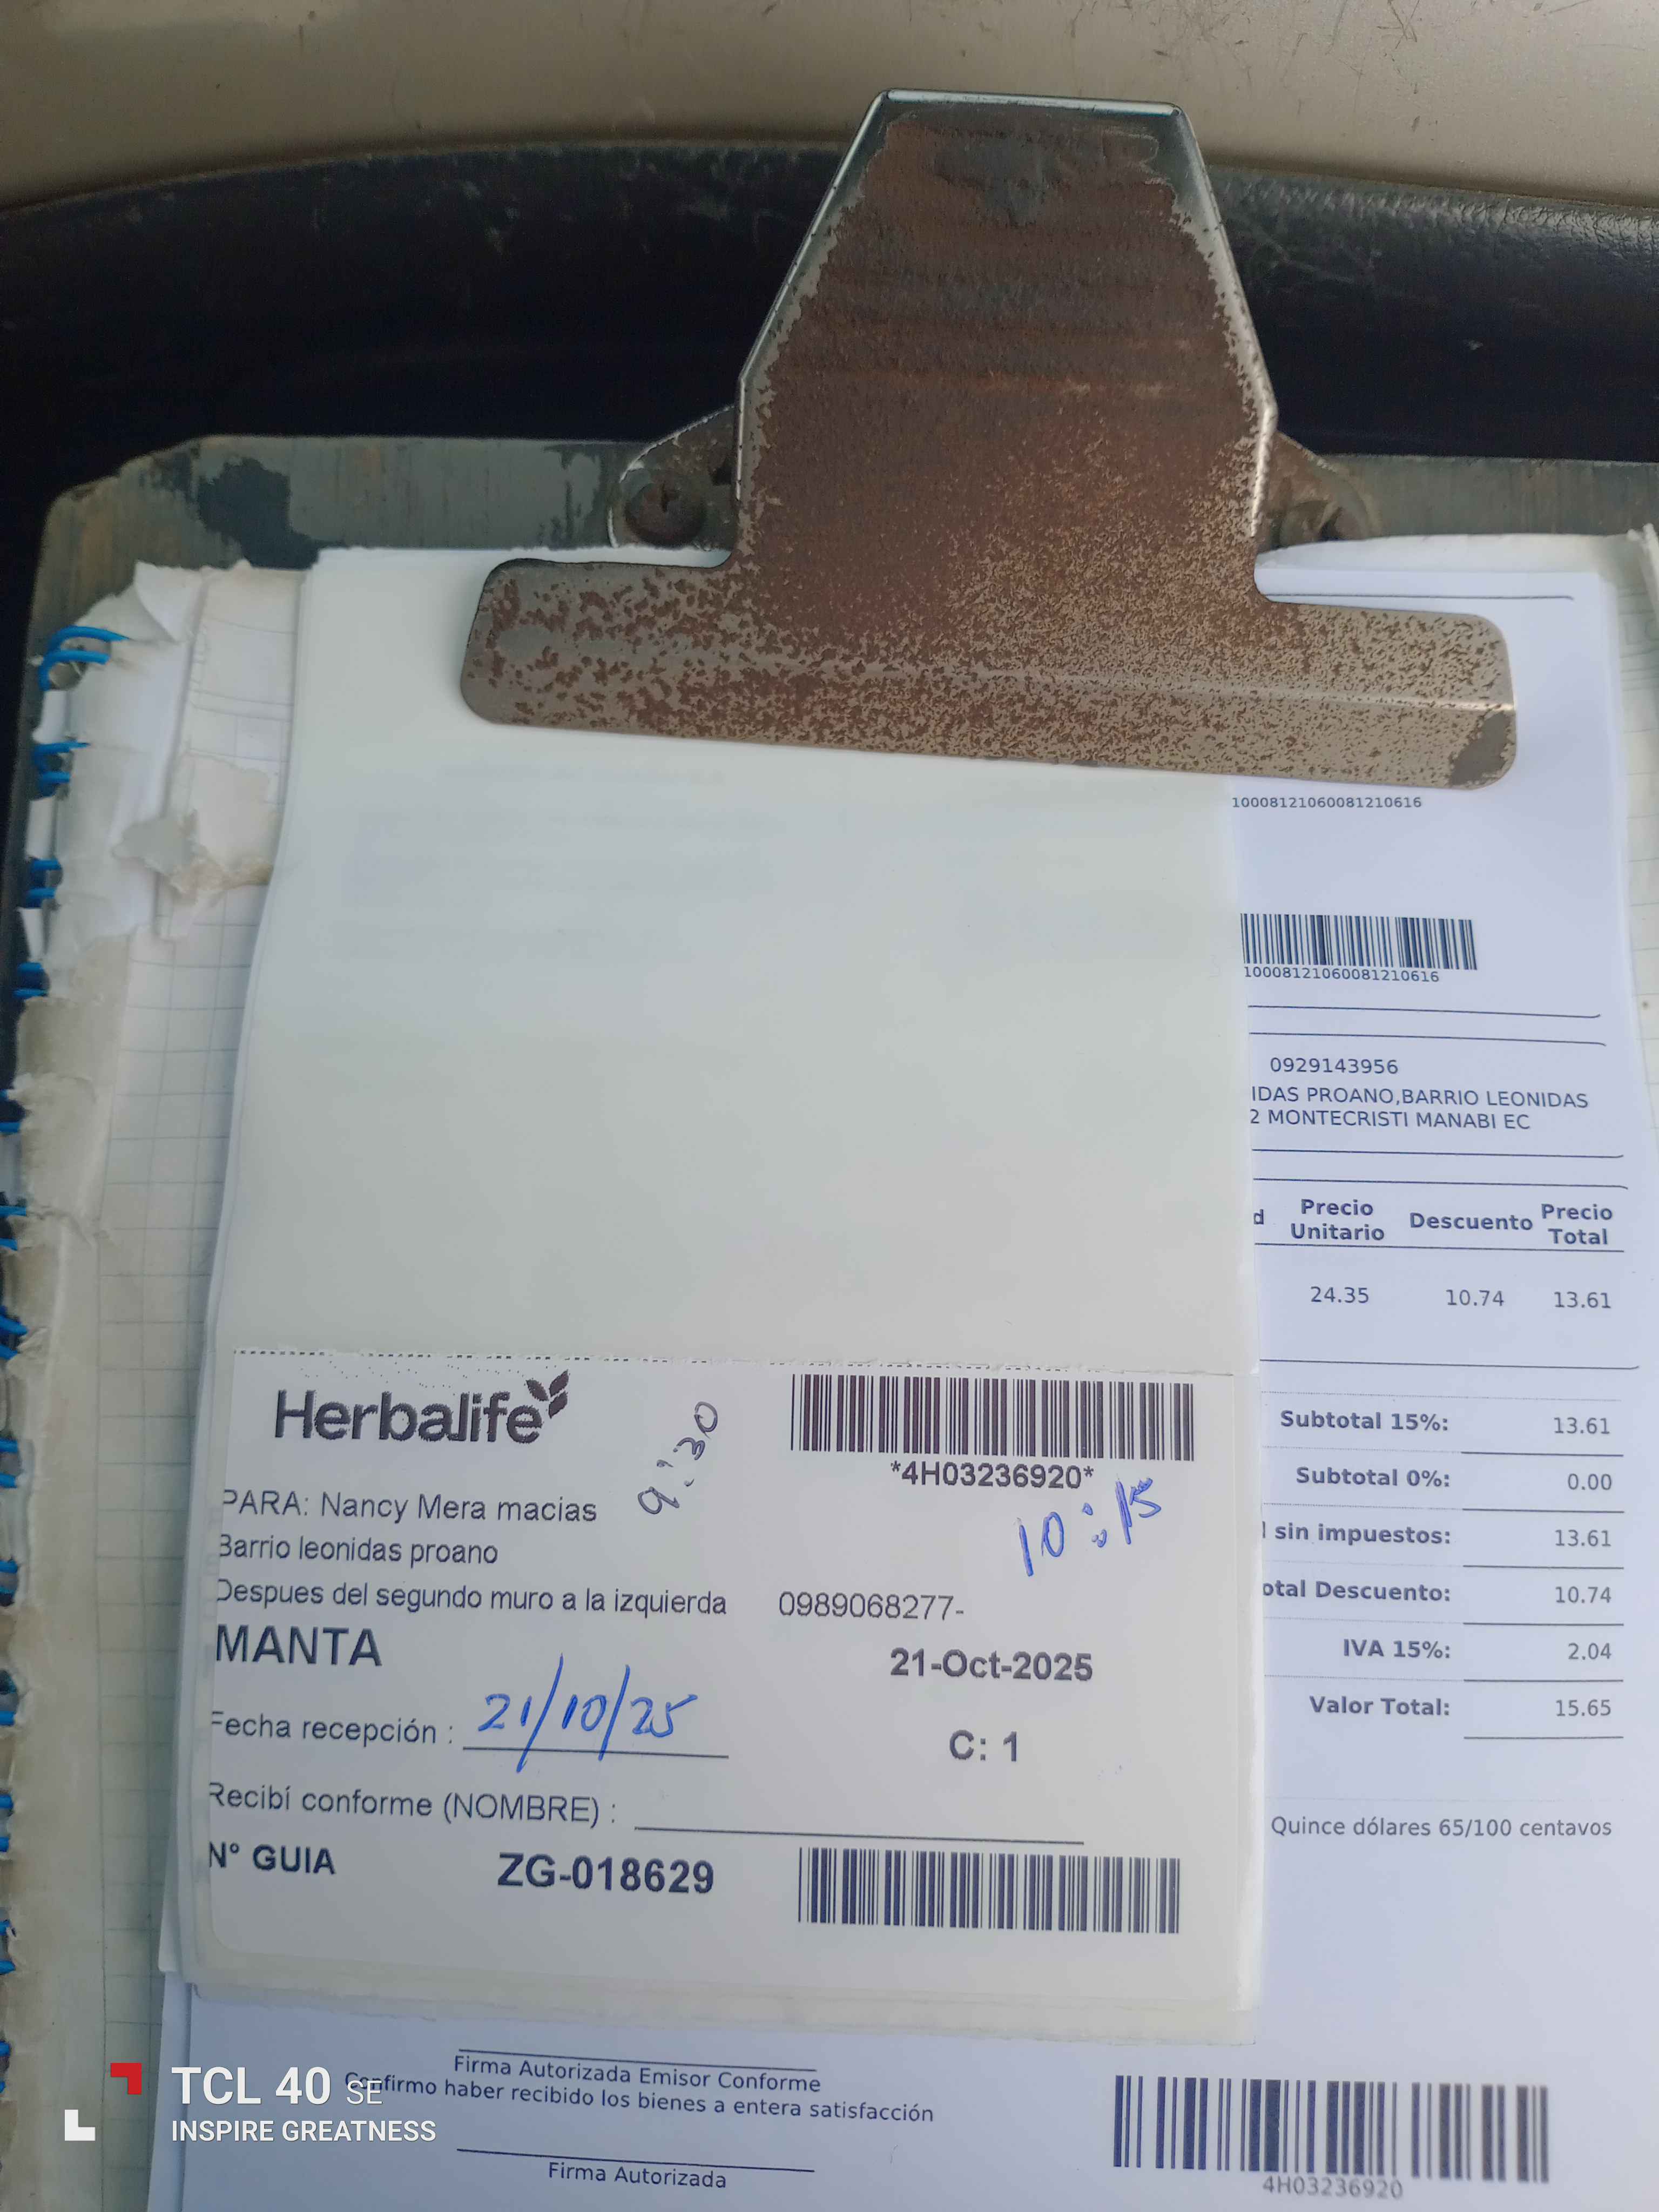 10008121060081210616
10008121060081210616
0929143956
IDAS PROANO,BARRIO LEONIDAS
2 MONTECRISTI MANABI EC
d Precio Unitario Descuento Precio Total
24.35 10.74 13.61
Subtotal 15%: 13.61
Subtotal 0%: 0.00
l sin impuestos: 13.61
otal Descuento: 10.74
IVA 15%: 2.04
Valor Total: 15.65
Quince dólares 65/100 centavos
Herbalife
9:30
*4H03236920*
10:15
PARA: Nancy Mera macias
Barrio leonidas proano
Despues del segundo muro a la izquierda 0989068277-
MANTA
21-Oct-2025
Fecha recepción : 21/10/25
C: 1
Recibí conforme (NOMBRE) :
N° GUIA ZG-018629
Firma Autorizada Emisor Conforme
Confirmo haber recibido los bienes a entera satisfacción
Firma Autorizada
4H03236920
TCL 40 SE
INSPIRE GREATNESS